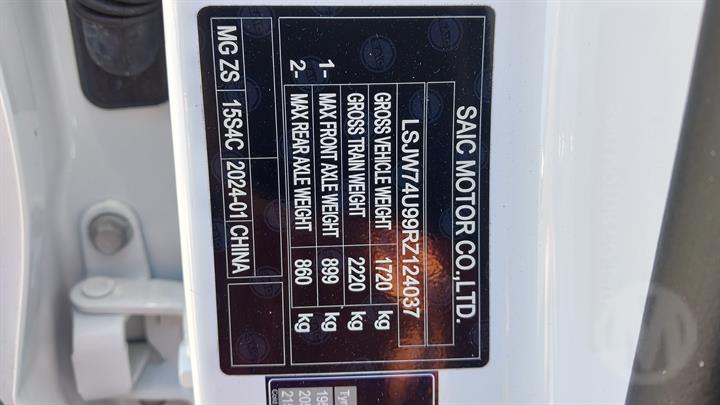 SAIC MOTOR CO.,LTD.
LSJW74U99RZ124037
GROSS VEHICLE WEIGHT 1720 kg
GROSS TRAIN WEIGHT 2220 kg
1- MAX FRONT AXLE WEIGHT 899 kg
2- MAX REAR AXLE WEIGHT 860 kg
MG ZS 15S4C 2024-01 CHINA